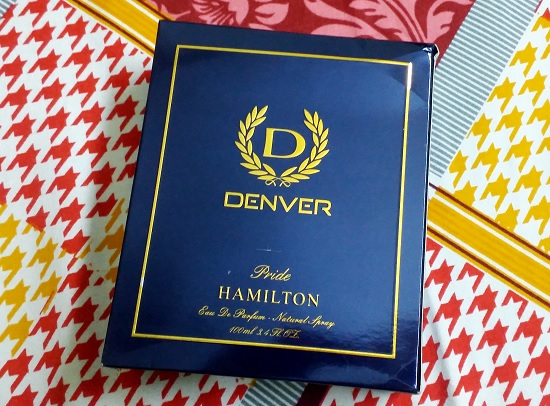 D
DENVER
Pride
HAMILTON
Eau De Parfum - Natural Spray
100ml 3.4 Fl.OZ.